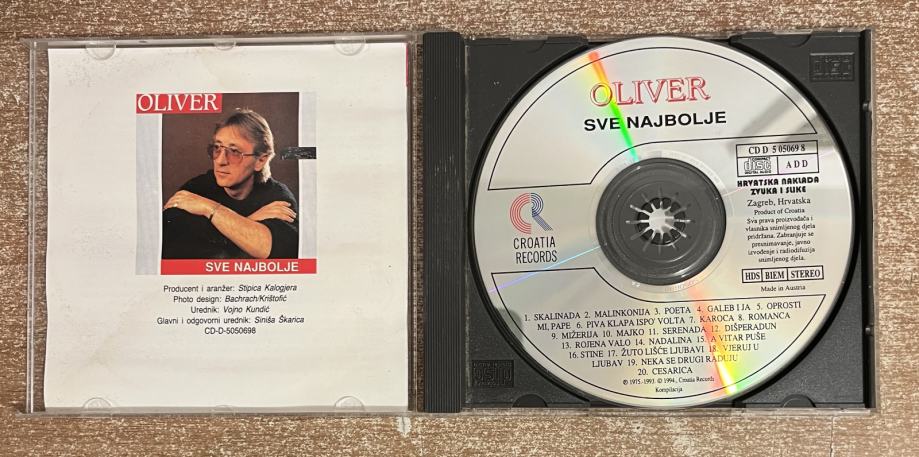 OLIVER
SVE NAJBOLJE
Producent i aranžer: Stipica Kalogjera
Photo design: Bachrach/Krištofić
Urednik: Vojno Kundić
Glavni i odgovorni urednik: Siniša Škarica
CD-D-5050698
OLIVER
SVE NAJBOLJE
CD D 5 05069 8
COMPACT disc DIGITAL AUDIO
A D D
HRVATSKA NAKLADA
ZVUKA I SLIKE
Zagreb, Hrvatska
Product of Croatia
Sva prava proizvođača i
vlasnika snimljenog djela
pridržana. Zabranjuje se
presnimavanje, javno
izvođenje i radiodifuzija
snimljenog djela.
HDS BIEM STEREO
Made in Austria
CROATIA
RECORDS
1. SKALINADA 2. MALINKONIJA 3. POETA 4. GALEB I JA 5. OPROSTI
MI, PAPE 6. PIVA KLAPA ISPO' VOLTA 7. KAROCA 8. ROMANCA
9. MIŽERIJA 10. MAJKO 11. SERENADA 12. DIŠPERADUN
13. ROJENA VALO 14. NADALINA 15. A VITAR PUŠE
16. STINE 17. ŽUTO LIŠĆE LJUBAVI 18. VJERUJ U
LJUBAV 19. NEKA SE DRUGI RADUJU
20. CESARICA
℗ 1975.-1993. © 1994., Croatia Records
Kompilacija